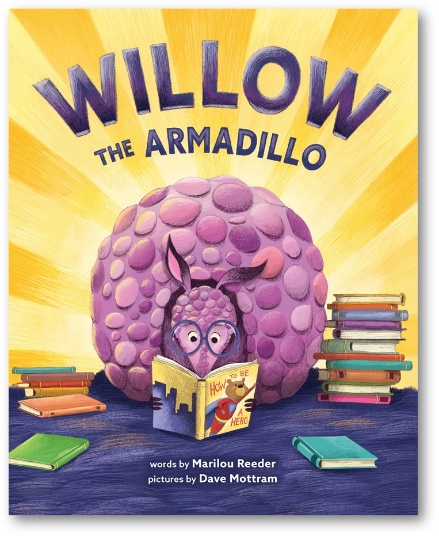 WILLOW
THE ARMADILLO
HOW TO BE
A
HERO
words by Marilou Reeder
pictures by Dave Mottram